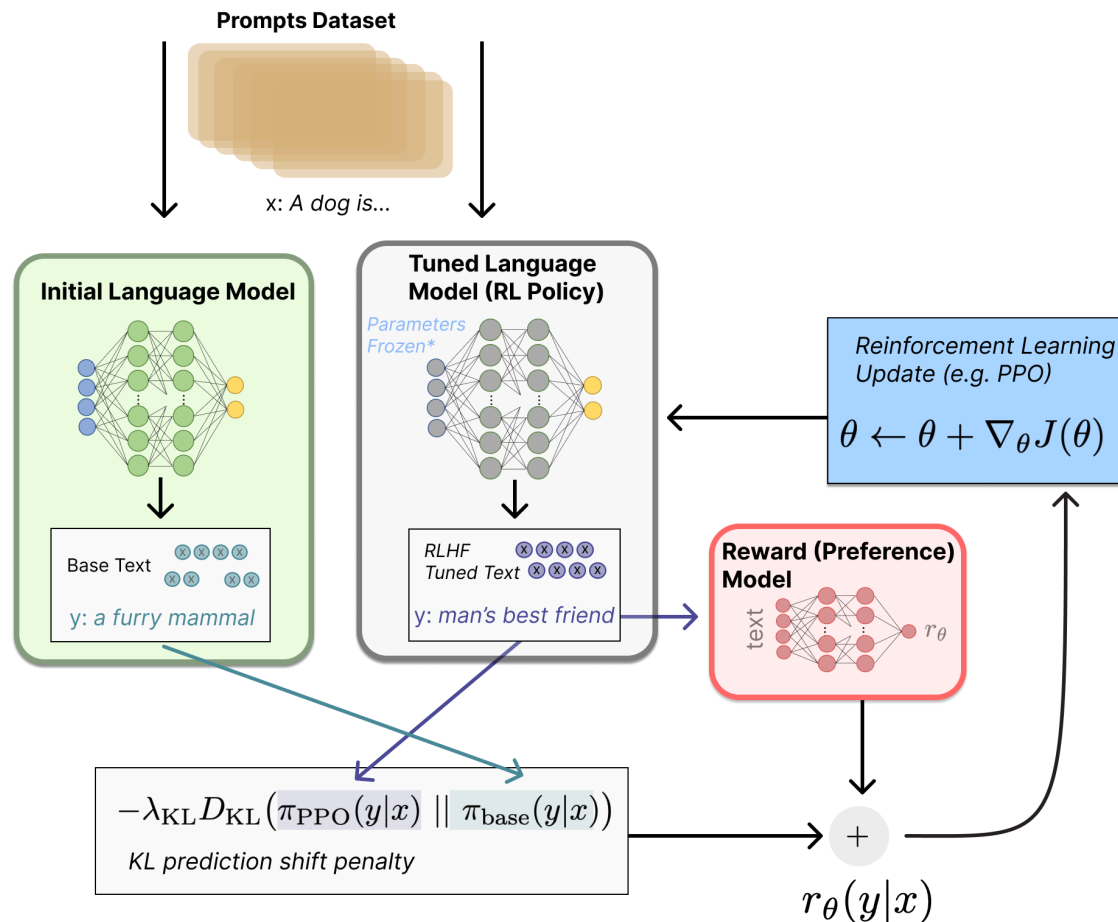 Prompts Dataset
x: A dog is...
Initial Language Model
Tuned Language
Model (RL Policy)
Parameters
Frozen*
Reinforcement Learning
Update (e.g. PPO)
θ ← θ + ∇θJ(θ)
Base Text
x x x x
x x x x
y: a furry mammal
RLHF
Tuned Text
x x x x
x x x x
y: man's best friend
Reward (Preference)
Model
text
rθ
−λKL DKL(πPPO(y|x) || πbase(y|x))
KL prediction shift penalty
+
rθ(y|x)